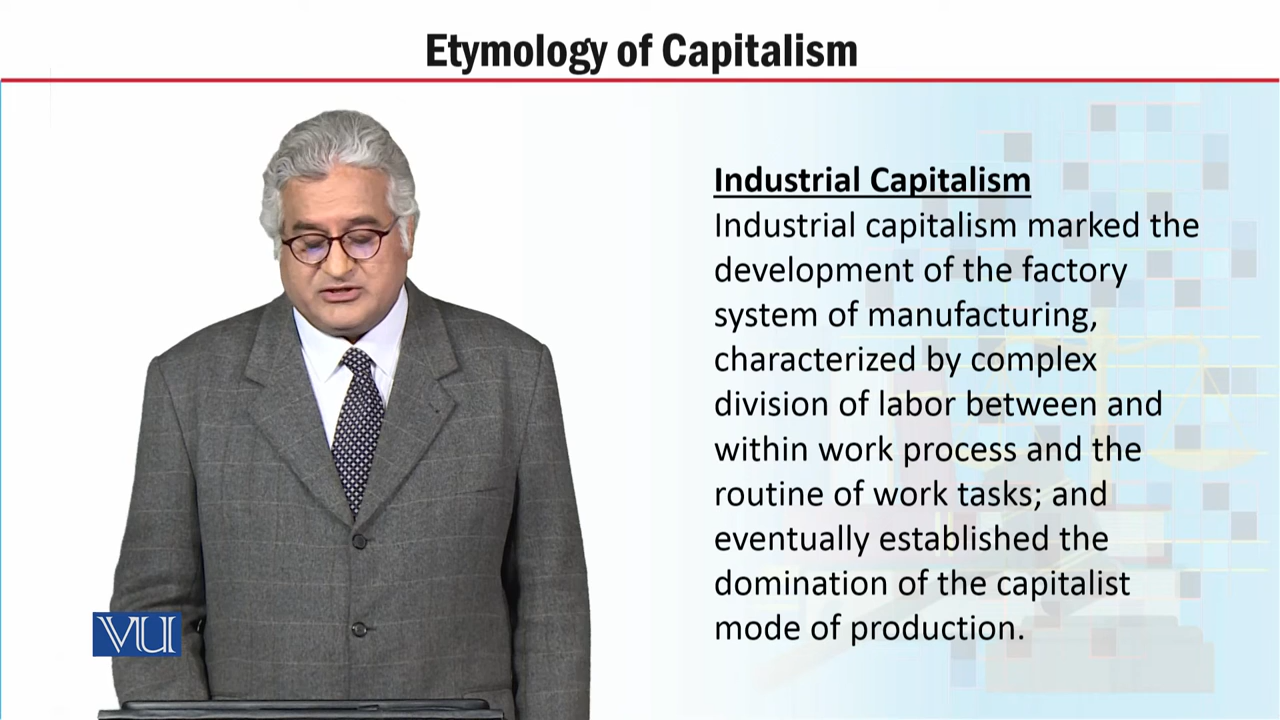 Etymology of Capitalism
Industrial Capitalism
Industrial capitalism marked the
development of the factory
system of manufacturing,
characterized by complex
division of labor between and
within work process and the
routine of work tasks; and
eventually established the
domination of the capitalist
mode of production.
VU